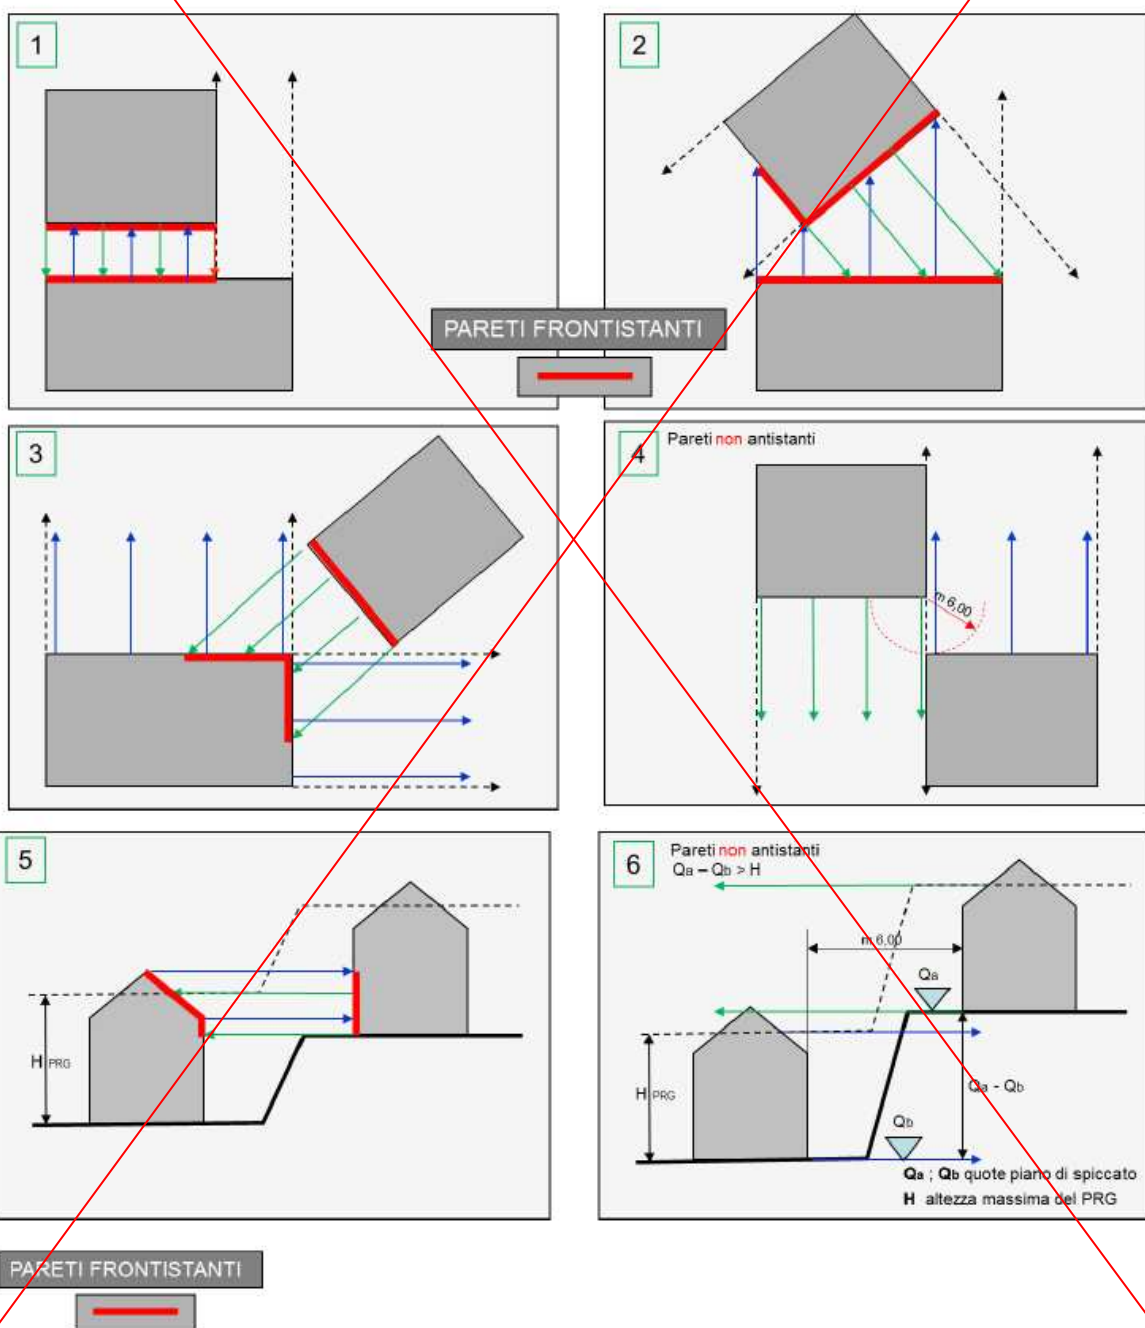 1
2
PARETI FRONTISTANTI
3
4
Pareti non antistanti
m 6,00
5
H PRG
6
Pareti non antistanti
Qa – Qb > H
m 6,00
Qa
H PRG
Qa - Qb
Qb
Qa ; Qb quote piano di spiccato
H altezza massima del PRG
PARETI FRONTISTANTI